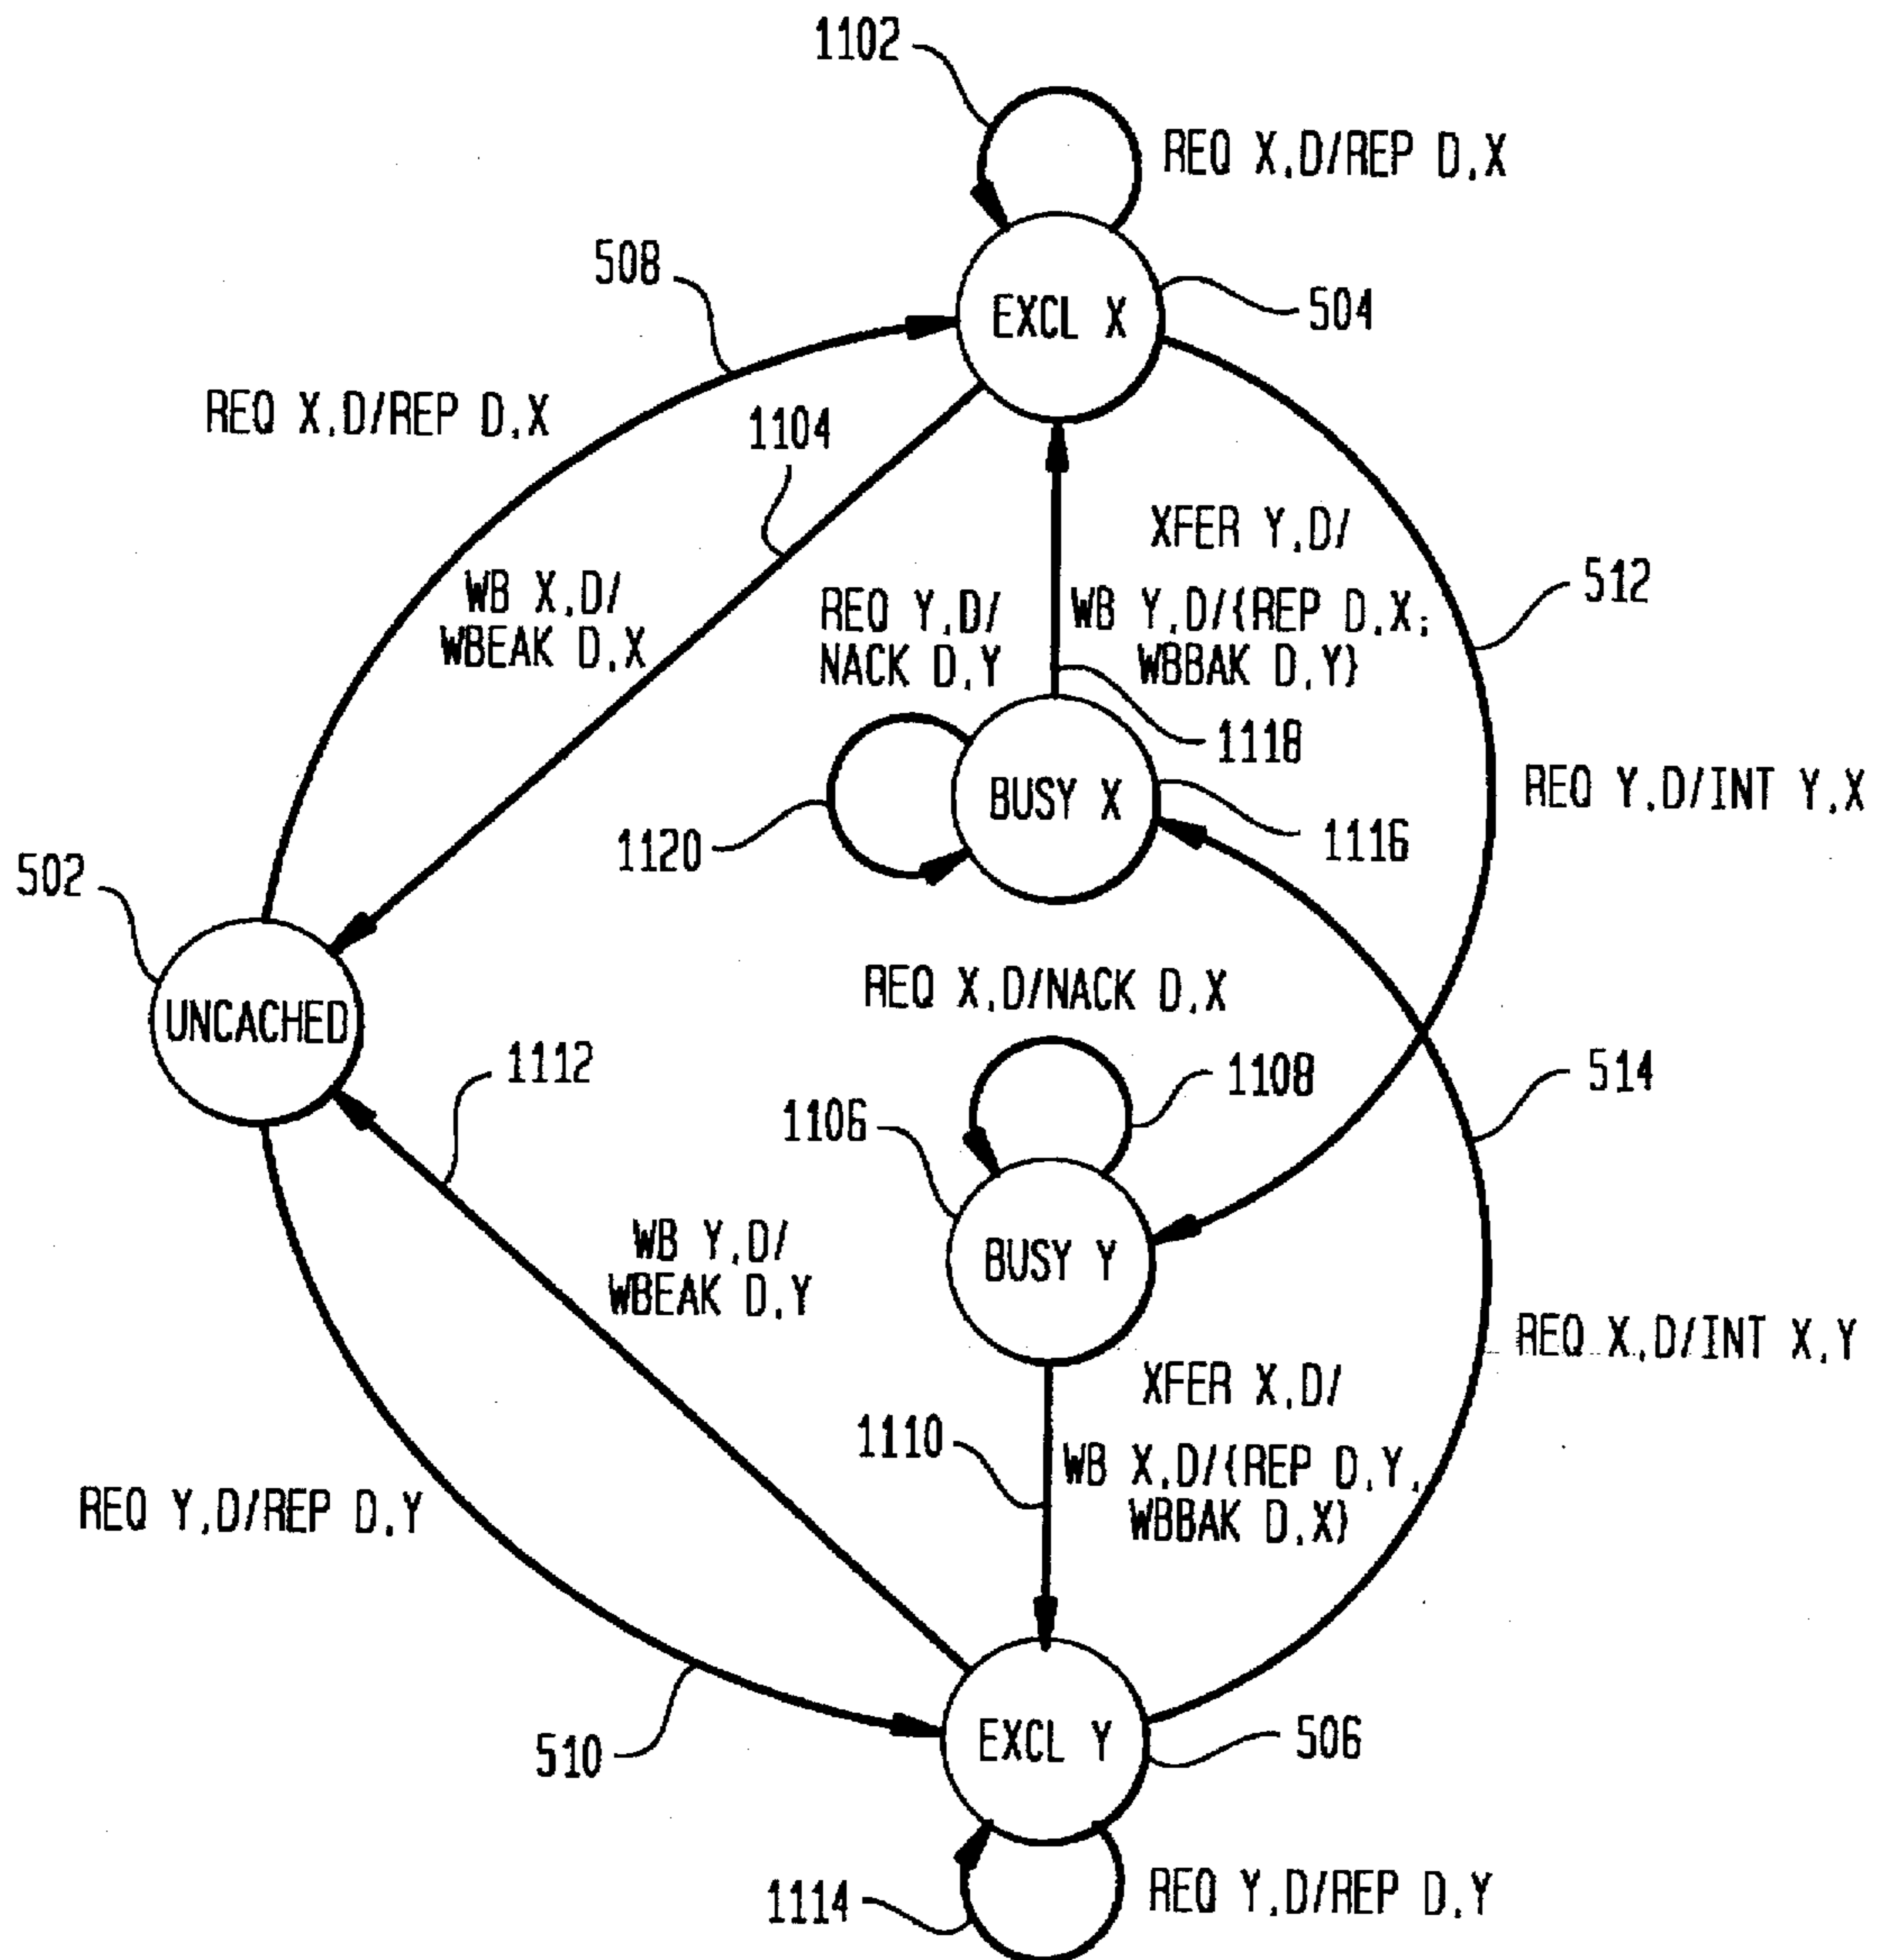 1102
REQ X,D/REP D,X
508
504
EXCL X
REQ X,D/REP D,X
1104
XFER Y,D/
512
WB X,D/
WBEAK D,X
REQ Y,D/
NACK D,Y
WB Y,D/{REP D,X;
WBBAK D,Y}
1118
BUSY X
REQ Y,D/INT Y,X
1120
1116
502
REQ X,D/NACK D,X
UNCACHED
1112
1108
514
1106
WB Y,D/
WBEAK D,Y
BUSY Y
REQ X,D/INT X,Y
XFER X,D/
1110
WB X,D/{REP D,Y,
WBBAK D,X}
REQ Y,D/REP D,Y
510
EXCL Y
506
1114
REQ Y,D/REP D,Y